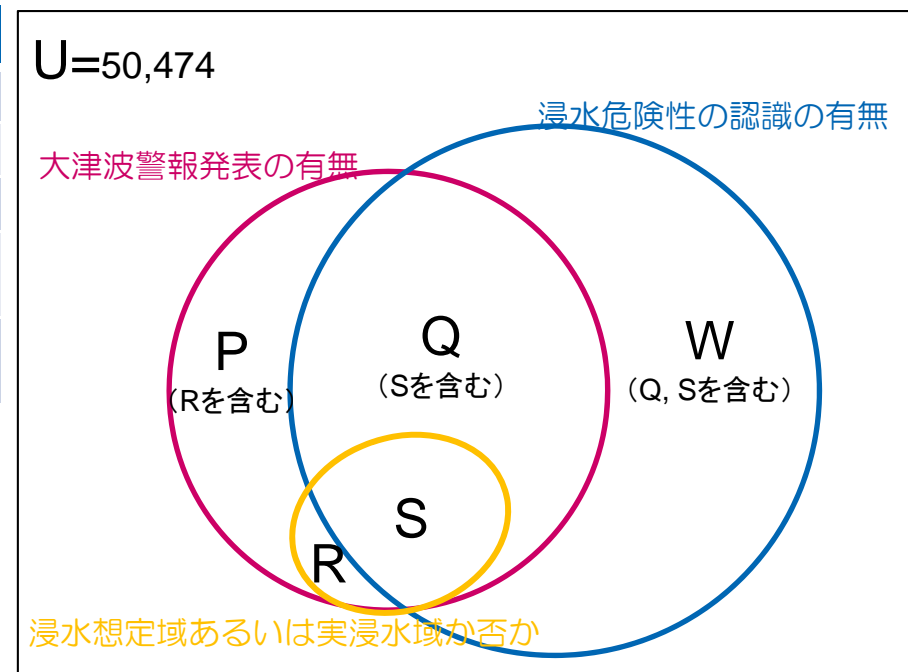 U=50,474
浸水危険性の認識の有無
大津波警報発表の有無
P
(Rを含む)
Q
(Sを含む)
W
(Q, Sを含む)
S
R
浸水想定域あるいは実浸水域か否か